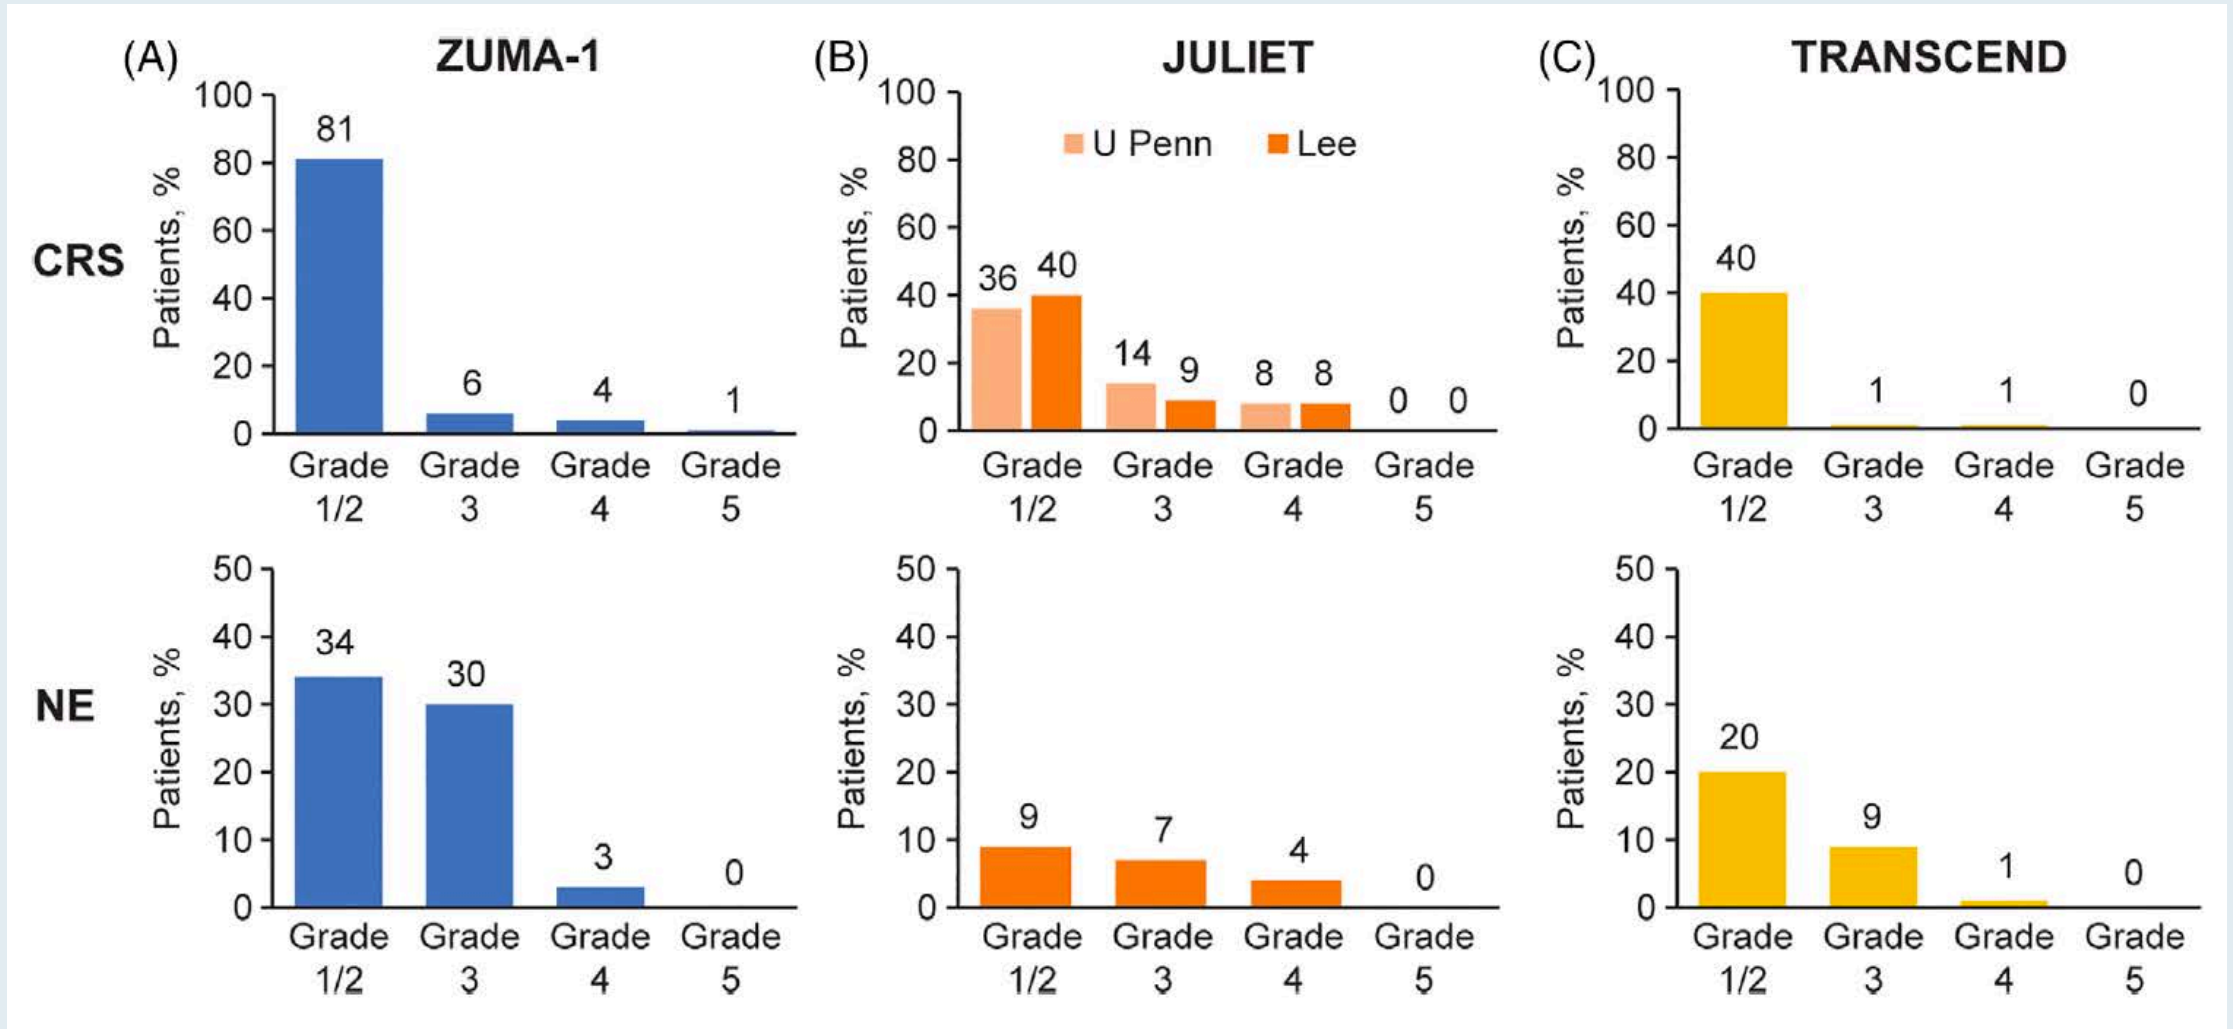 (A) ZUMA-1
CRS
Patients, %
100
80
60
40
20
0
81
6
4
1
Grade 1/2
Grade 3
Grade 4
Grade 5
(B) JULIET
U Penn
Lee
Patients, %
100
80
60
40
20
0
36 40
14 9
8 8
0 0
Grade 1/2
Grade 3
Grade 4
Grade 5
(C) TRANSCEND
Patients, %
100
80
60
40
20
0
40
1
1
0
Grade 1/2
Grade 3
Grade 4
Grade 5
NE
Patients, %
50
40
30
20
10
0
34
30
3
0
Grade 1/2
Grade 3
Grade 4
Grade 5
Patients, %
50
40
30
20
10
0
9
7
4
0
Grade 1/2
Grade 3
Grade 4
Grade 5
Patients, %
50
40
30
20
10
0
20
9
1
0
Grade 1/2
Grade 3
Grade 4
Grade 5